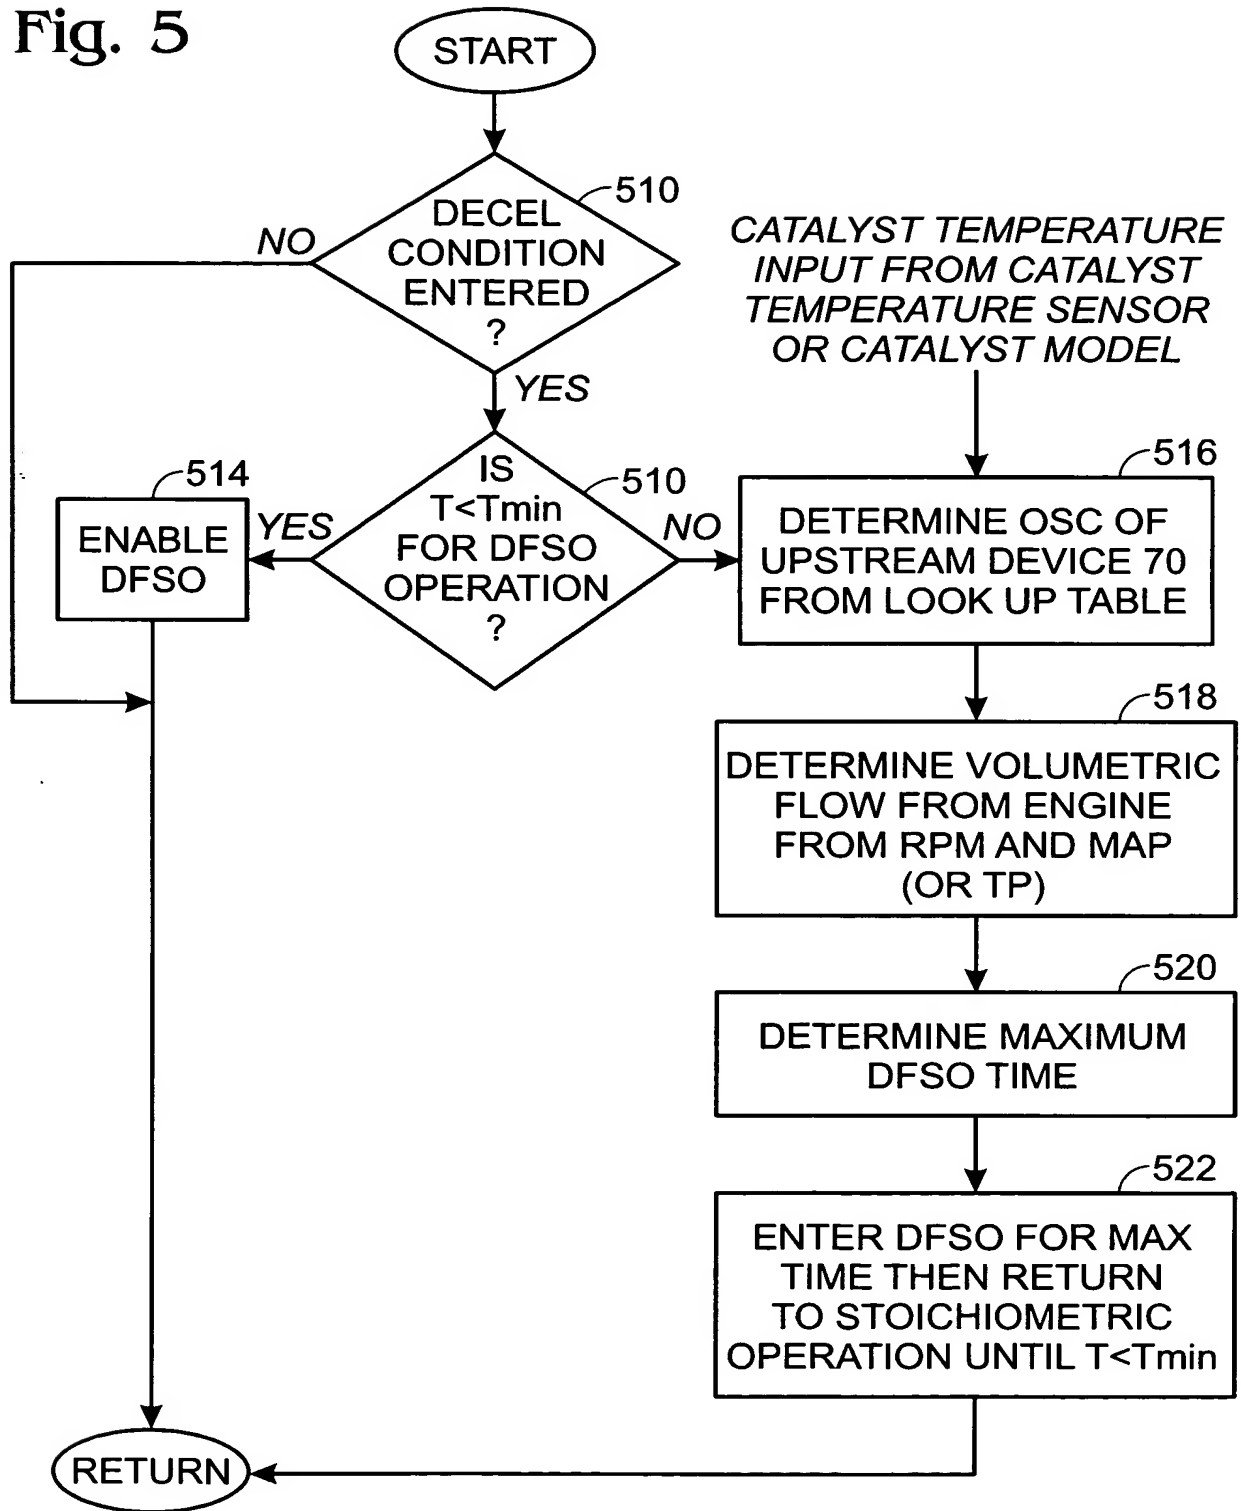 Fig. 5
START
510
DECEL
CONDITION
ENTERED
?
NO
YES
CATALYST TEMPERATURE
INPUT FROM CATALYST
TEMPERATURE SENSOR
OR CATALYST MODEL
510
IS
T<Tmin
FOR DFSO
OPERATION
?
YES
NO
514
ENABLE
DFSO
516
DETERMINE OSC OF
UPSTREAM DEVICE 70
FROM LOOK UP TABLE
518
DETERMINE VOLUMETRIC
FLOW FROM ENGINE
FROM RPM AND MAP
(OR TP)
520
DETERMINE MAXIMUM
DFSO TIME
522
ENTER DFSO FOR MAX
TIME THEN RETURN
TO STOICHIOMETRIC
OPERATION UNTIL T<Tmin
RETURN